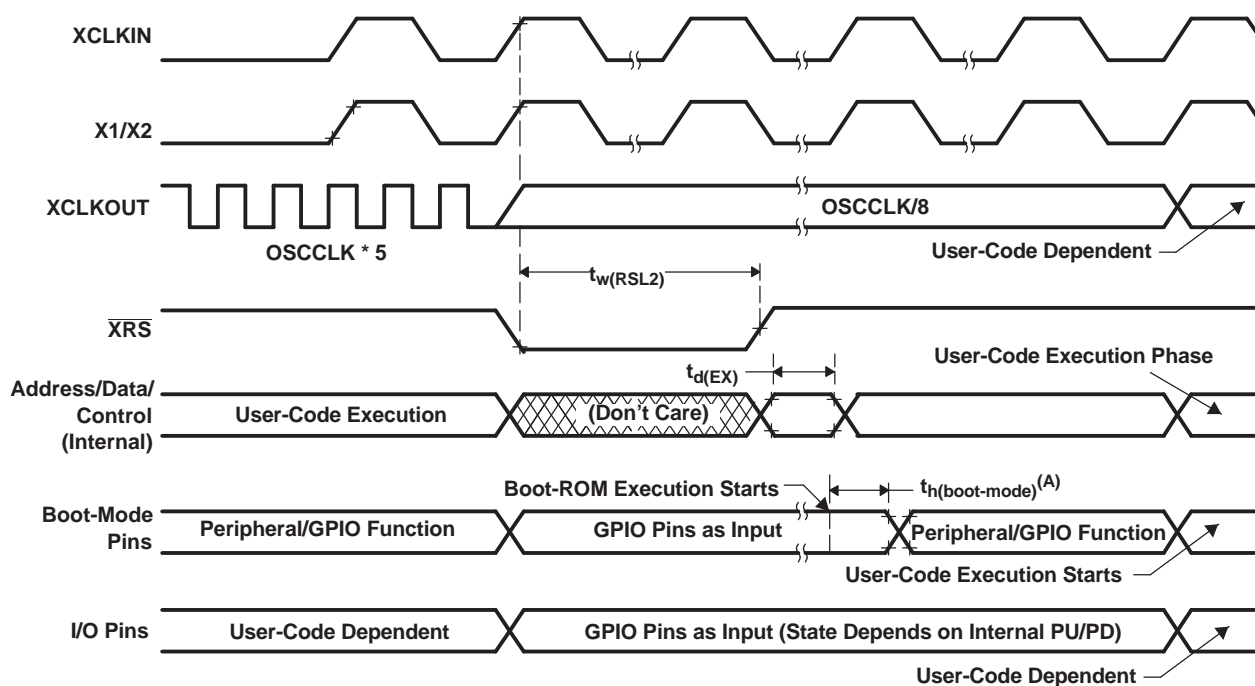 XCLKIN
X1/X2
XCLKOUT
OSCCLK * 5
OSCCLK/8
User-Code Dependent
tw(RSL2)
XRS
User-Code Execution Phase
td(EX)
Address/Data/
Control
(Internal)
User-Code Execution
(Don't Care)
Boot-ROM Execution Starts
th(boot-mode)(A)
Boot-Mode
Pins
Peripheral/GPIO Function
GPIO Pins as Input
Peripheral/GPIO Function
User-Code Execution Starts
I/O Pins
User-Code Dependent
GPIO Pins as Input (State Depends on Internal PU/PD)
User-Code Dependent